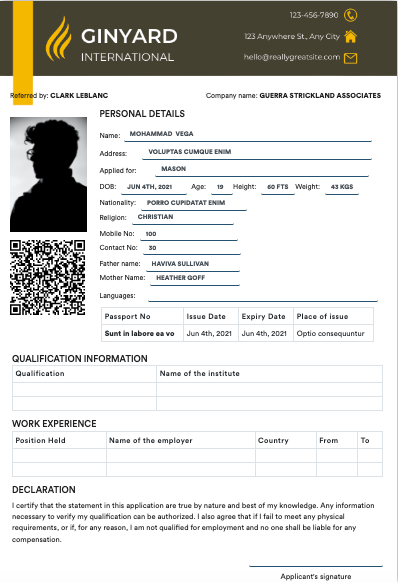 123-456-7890
GINYARD
INTERNATIONAL
123 Anywhere St., Any City
hello@reallygreatsite.com
Referred by: CLARK LEBLANC
Company name: GUERRA STRICKLAND ASSOCIATES
PERSONAL DETAILS
Name: MOHAMMAD VEGA
Address: VOLUPTAS CUMQUE ENIM
Applied for: MASON
DOB: JUN 4TH, 2021 Age: 19 Height: 60 FTS Weight: 43 KGS
Nationality: PORRO CUPIDATAT ENIM
Religion: CHRISTIAN
Mobile No: 100
Contact No: 30
Father name: HAVIVA SULLIVAN
Mother Name: HEATHER GOFF
Languages:
Passport No Issue Date Expiry Date Place of issue
Sunt in labore ea vo Jun 4th, 2021 Jun 4th, 2021 Optio consequuntur
QUALIFICATION INFORMATION
Qualification Name of the institute
WORK EXPERIENCE
Position Held Name of the employer Country From To
DECLARATION
I certify that the statement in this application are true by nature and best of my knowledge. Any information
necessary to verify my qualification can be authorized. I also agree that if I fail to meet any physical
requirements, or if, for any reason, I am not qualified for employment and no one shall be liable for any
compensation.
Applicant's signature